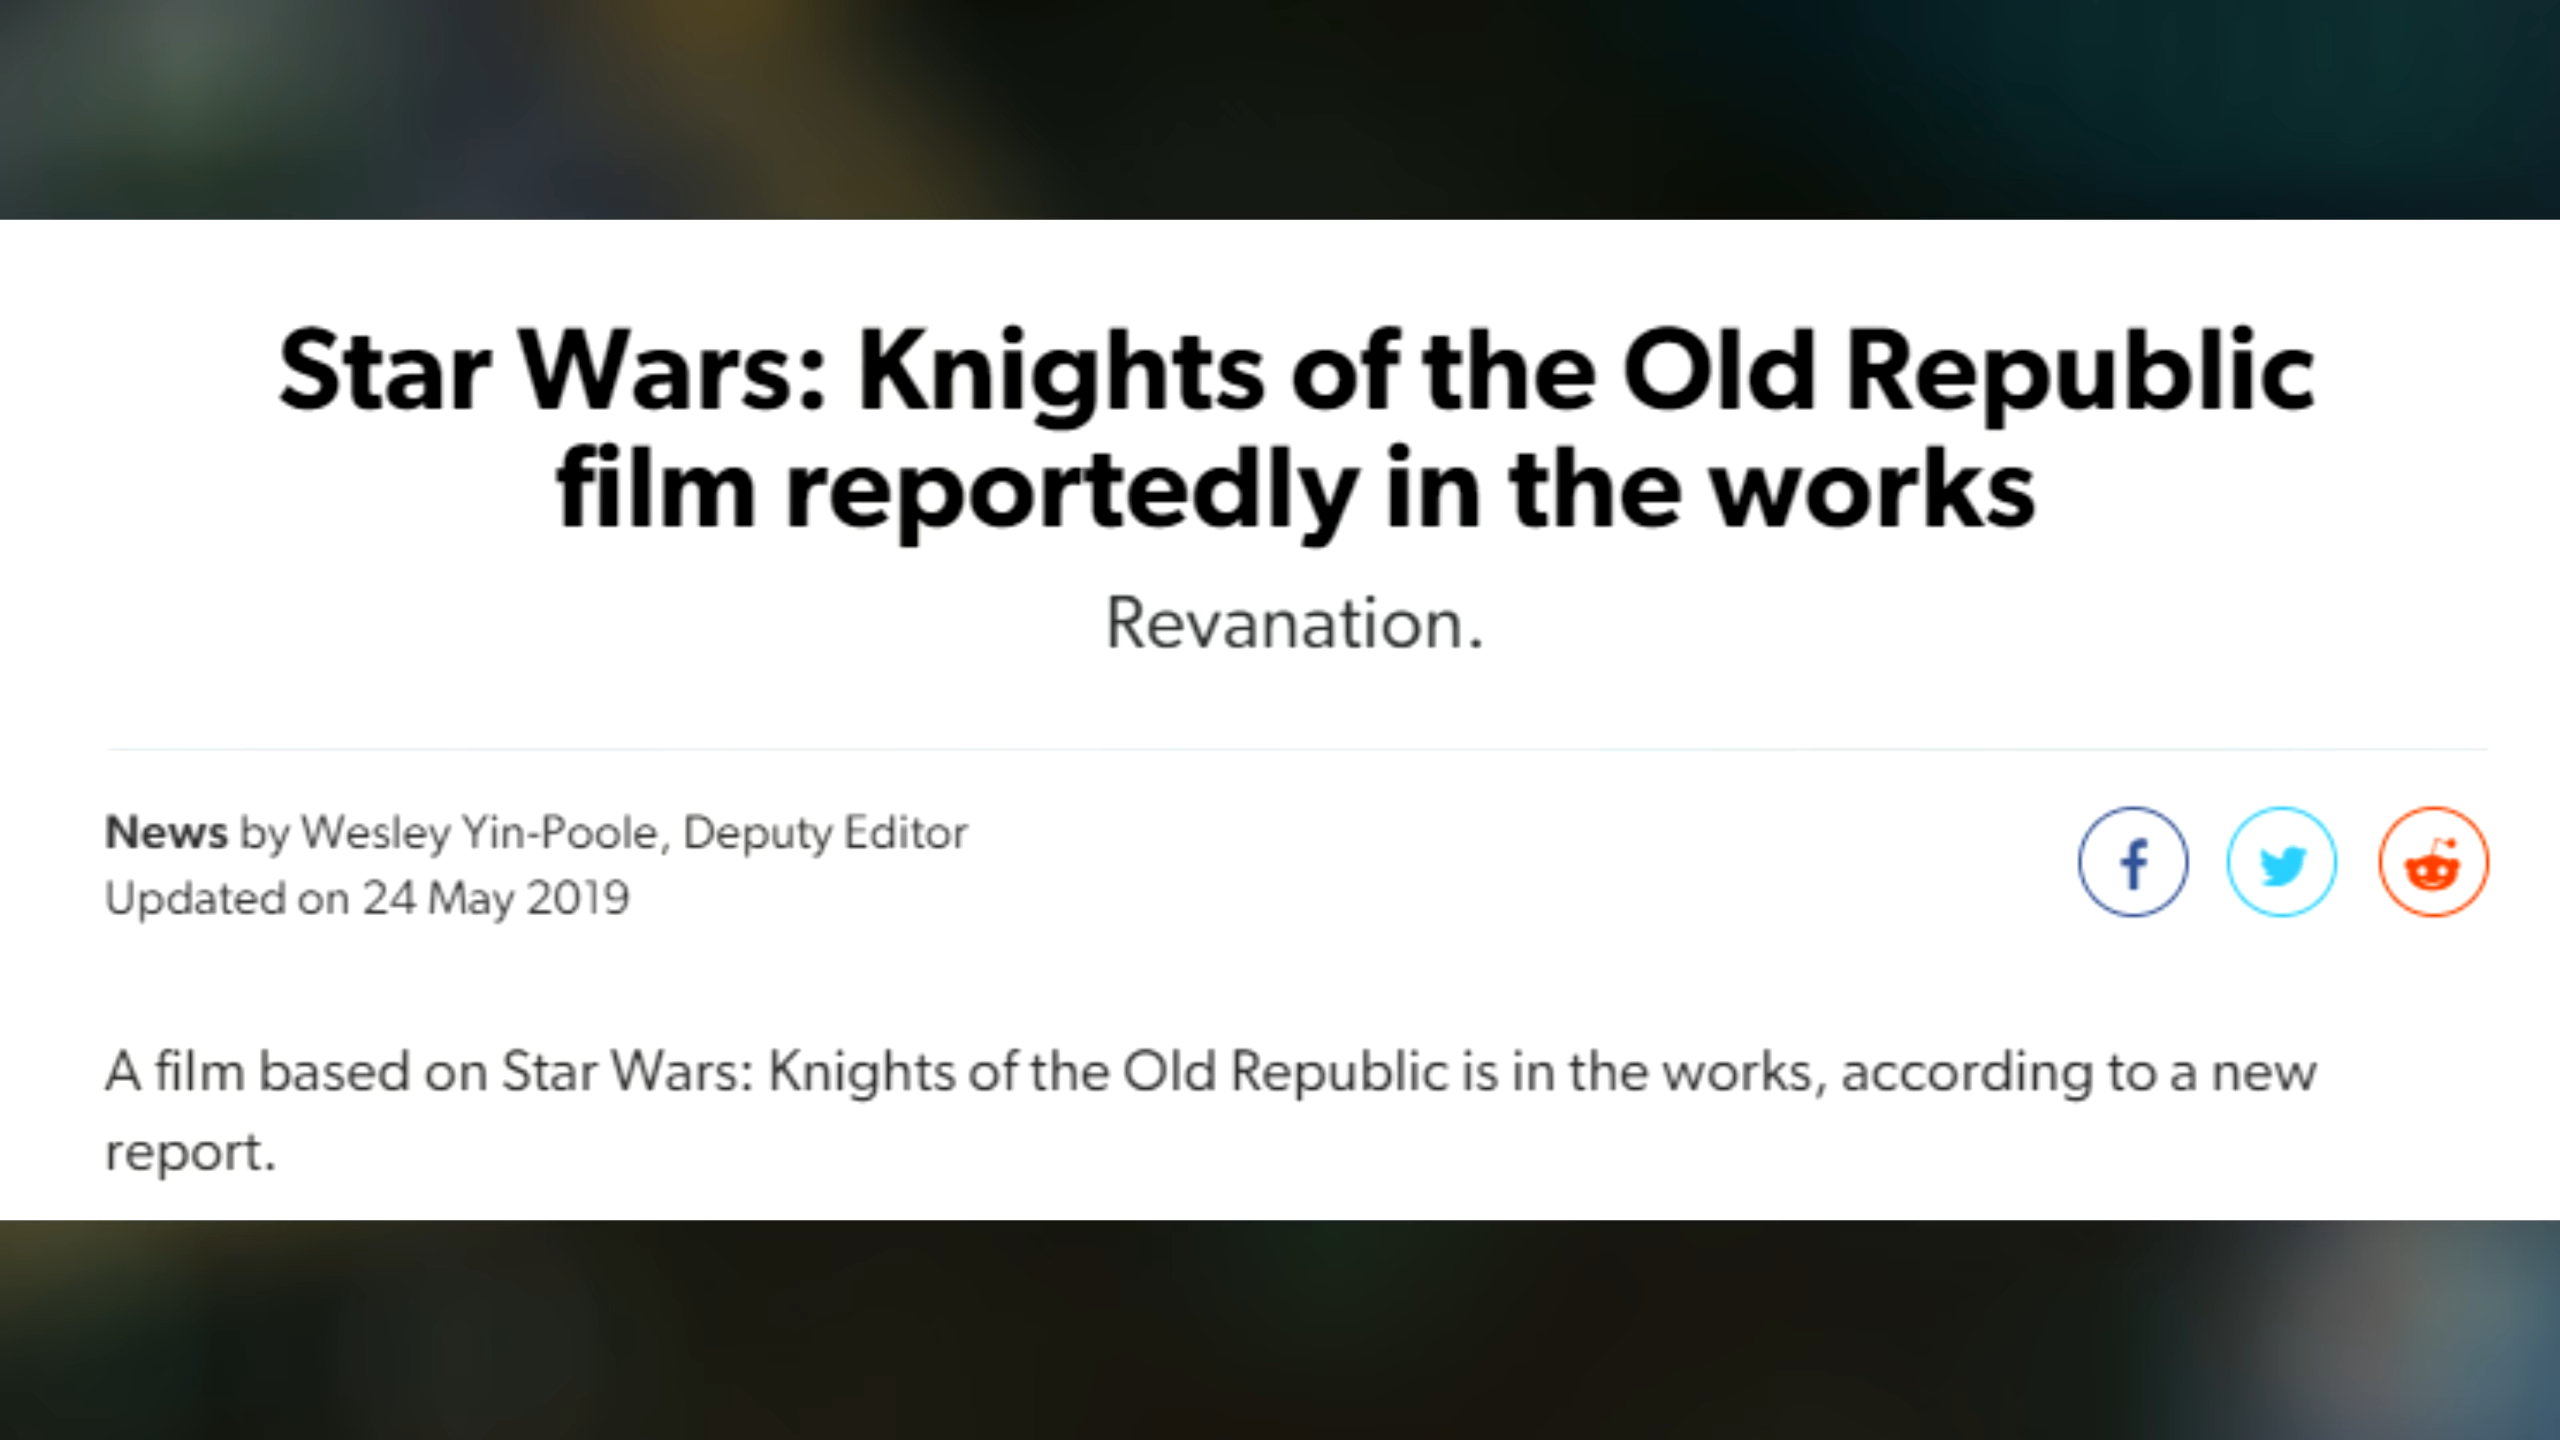 Star Wars: Knights of the Old Republic
film reportedly in the works
Revanation.
News by Wesley Yin-Poole, Deputy Editor
Updated on 24 May 2019
A film based on Star Wars: Knights of the Old Republic is in the works, according to a new
report.